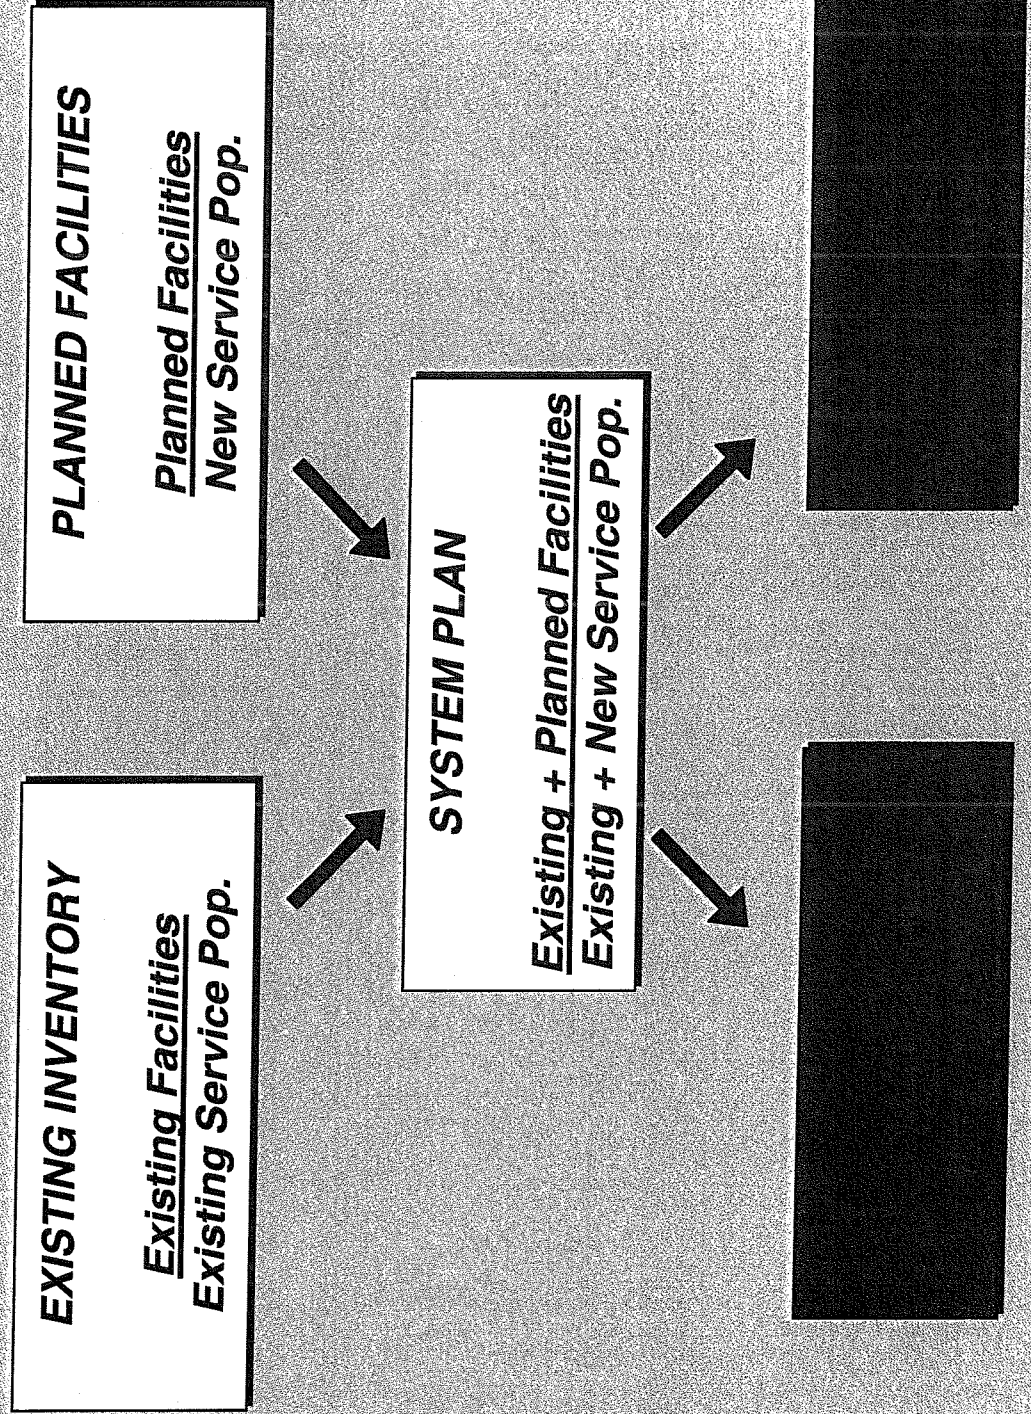 EXISTING INVENTORY
Existing Facilities
Existing Service Pop.
PLANNED FACILITIES
Planned Facilities
New Service Pop.
SYSTEM PLAN
Existing + Planned Facilities
Existing + New Service Pop.